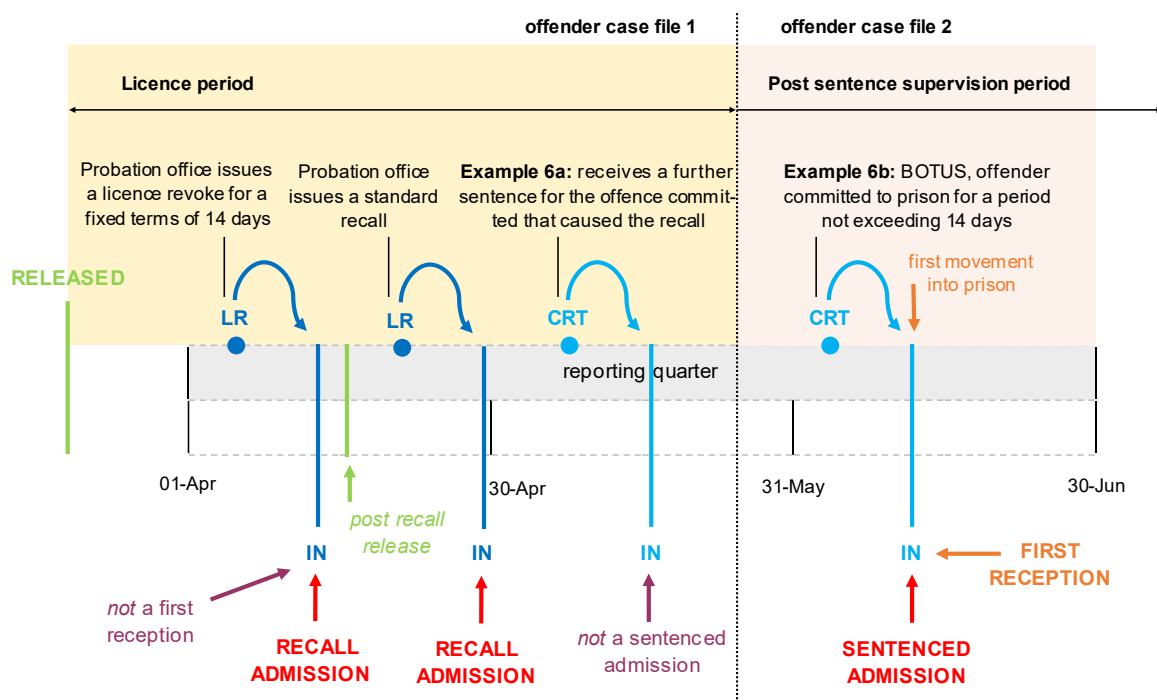 offender case file 1
offender case file 2
Licence period
Post sentence supervision period
Probation office issues
a licence revoke for a
fixed terms of 14 days
Probation office
issues a standard
recall
Example 6a: receives a further
sentence for the offence commit-
ted that caused the recall
Example 6b: BOTUS, offender
committed to prison for a period
not exceeding 14 days
RELEASED
first movement
into prison
LR
LR
CRT
CRT
reporting quarter
01-Apr
30-Apr
31-May
30-Jun
post recall
release
IN
IN
IN
IN
FIRST
RECEPTION
not a first
reception
RECALL
ADMISSION
RECALL
ADMISSION
not a sentenced
admission
SENTENCED
ADMISSION